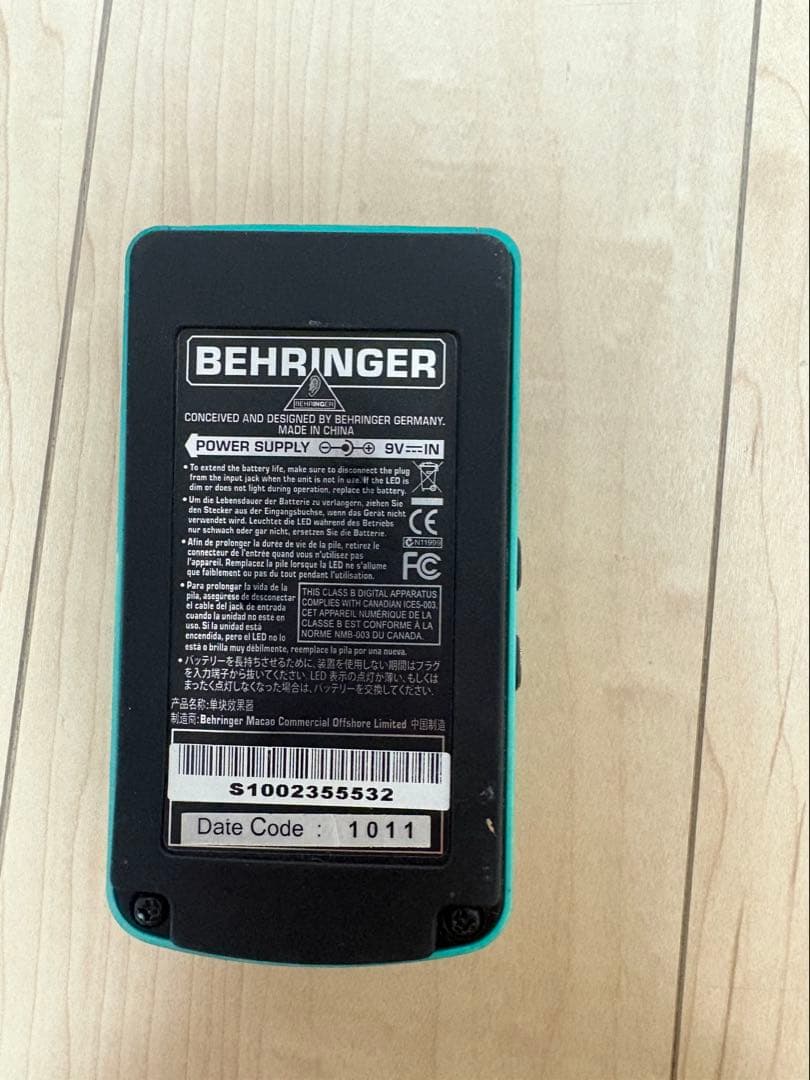 BEHRINGER
BEHRINGER
CONCEIVED AND DESIGNED BY BEHRINGER GERMANY.
MADE IN CHINA
POWER SUPPLY 9V IN
• To extend the battery life, make sure to disconnect the plug
from the input jack when the unit is not in use. If the LED is
dim or does not light during operation, replace the battery.
• Um die Lebensdauer der Batterie zu verlangern, ziehen Sie
den Stecker aus der Eingangsbuchse, wenn das Gerät nicht
verwendet wird. Leuchtet die LED während des Betriebs
nur schwach oder gar nicht, ersetzen Sie die Batterie.
CE
N11999
• Afin de prolonger la durée de vie de la pile, retirez le
connecteur de l'entrée quand vous n'utilisez pas
l'appareil. Remplacez la pile lorsque la LED ne s'allume
que faiblement ou pas du tout pendant l'utilisation.
FC
• Para prolongar la vida de la
pila, asegúrese de desconectar
el cable del jack de entrada
cuando la unidad no este en
uso. Si la unidad está
encendida, pero el LED no lo
está o brilla muy débilmente, reemplace la pila por una nueva.
THIS CLASS B DIGITAL APPARATUS
COMPLIES WITH CANADIAN ICES-003.
CET APPAREIL NUMÉRIQUE DE LA
CLASSE B EST CONFORME À LA
NORME NMB-003 DU CANADA.
• バッテリーを長持ちさせるために、装置を使用しない期間はプラグ
を入力端子から抜いてください. LED 表示の点灯か薄い、もしくは
まったく点灯しなくなった場合は、バッテリーを交換してください.
产品名称:单块效果器
制造商:Behringer Macao Commercial Offshore Limited 中国制造
S1002355532
Date Code : 1011